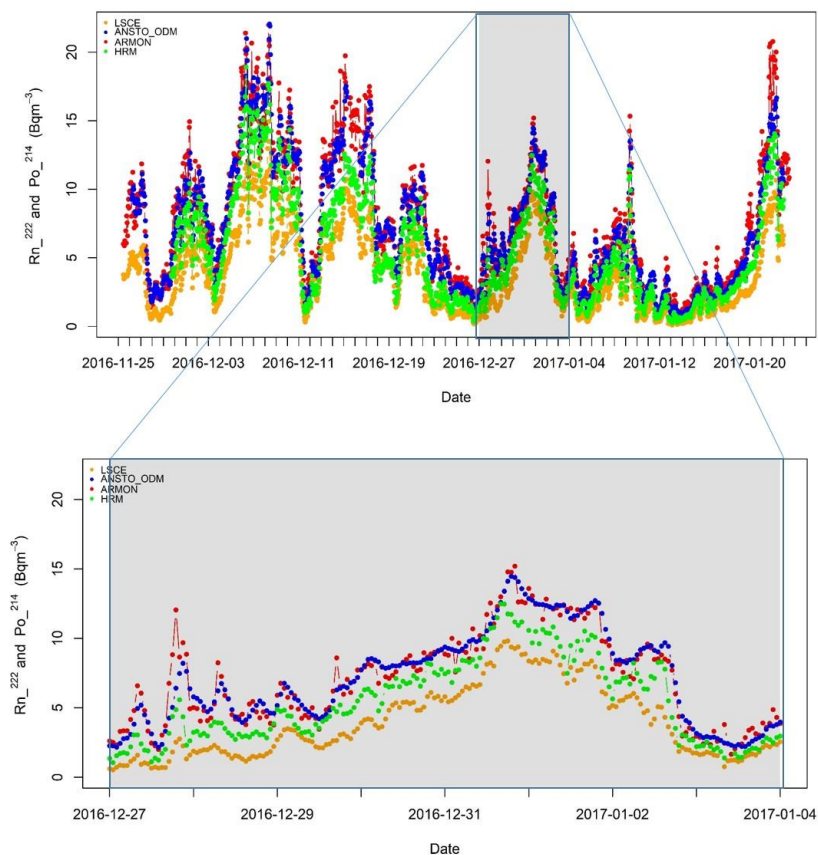 LSCE
ANSTO_ODM
ARMON
HRM
20
15
10
5
0
Rn_²²² and Po_²¹⁴ (Bqm⁻³)
2016-11-25 2016-12-03 2016-12-11 2016-12-19 2016-12-27 2017-01-04 2017-01-12 2017-01-20
Date
LSCE
ANSTO_ODM
ARMON
HRM
20
15
10
5
0
Rn_²²² and Po_²¹⁴ (Bqm⁻³)
2016-12-27 2016-12-29 2016-12-31 2017-01-02 2017-01-04
Date